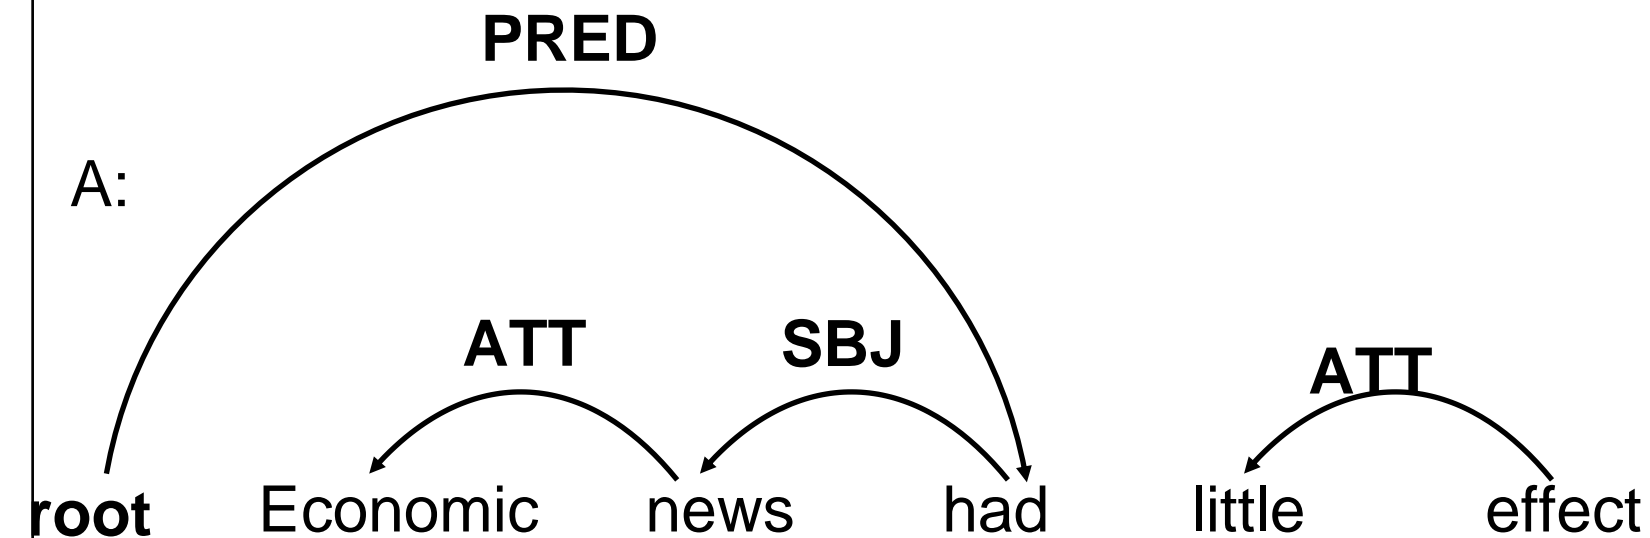 PRED
A:
ATT SBJ ATT
root Economic news had little effect